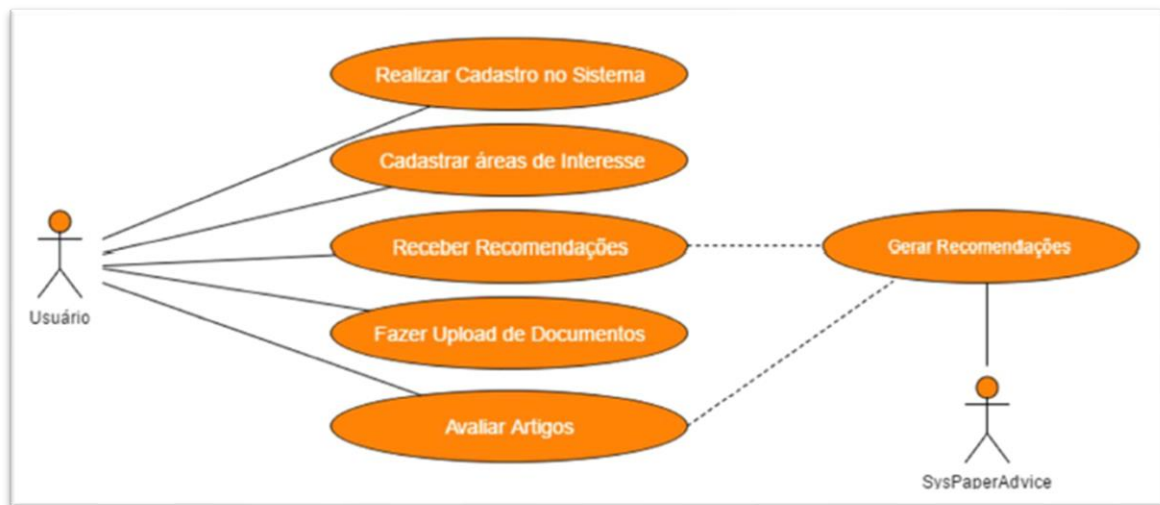 Realizar Cadastro no Sistema
Cadastrar áreas de Interesse
Receber Recomendações
Gerar Recomendações
Usuário
Fazer Upload de Documentos
Avaliar Artigos
SysPaperAdvice